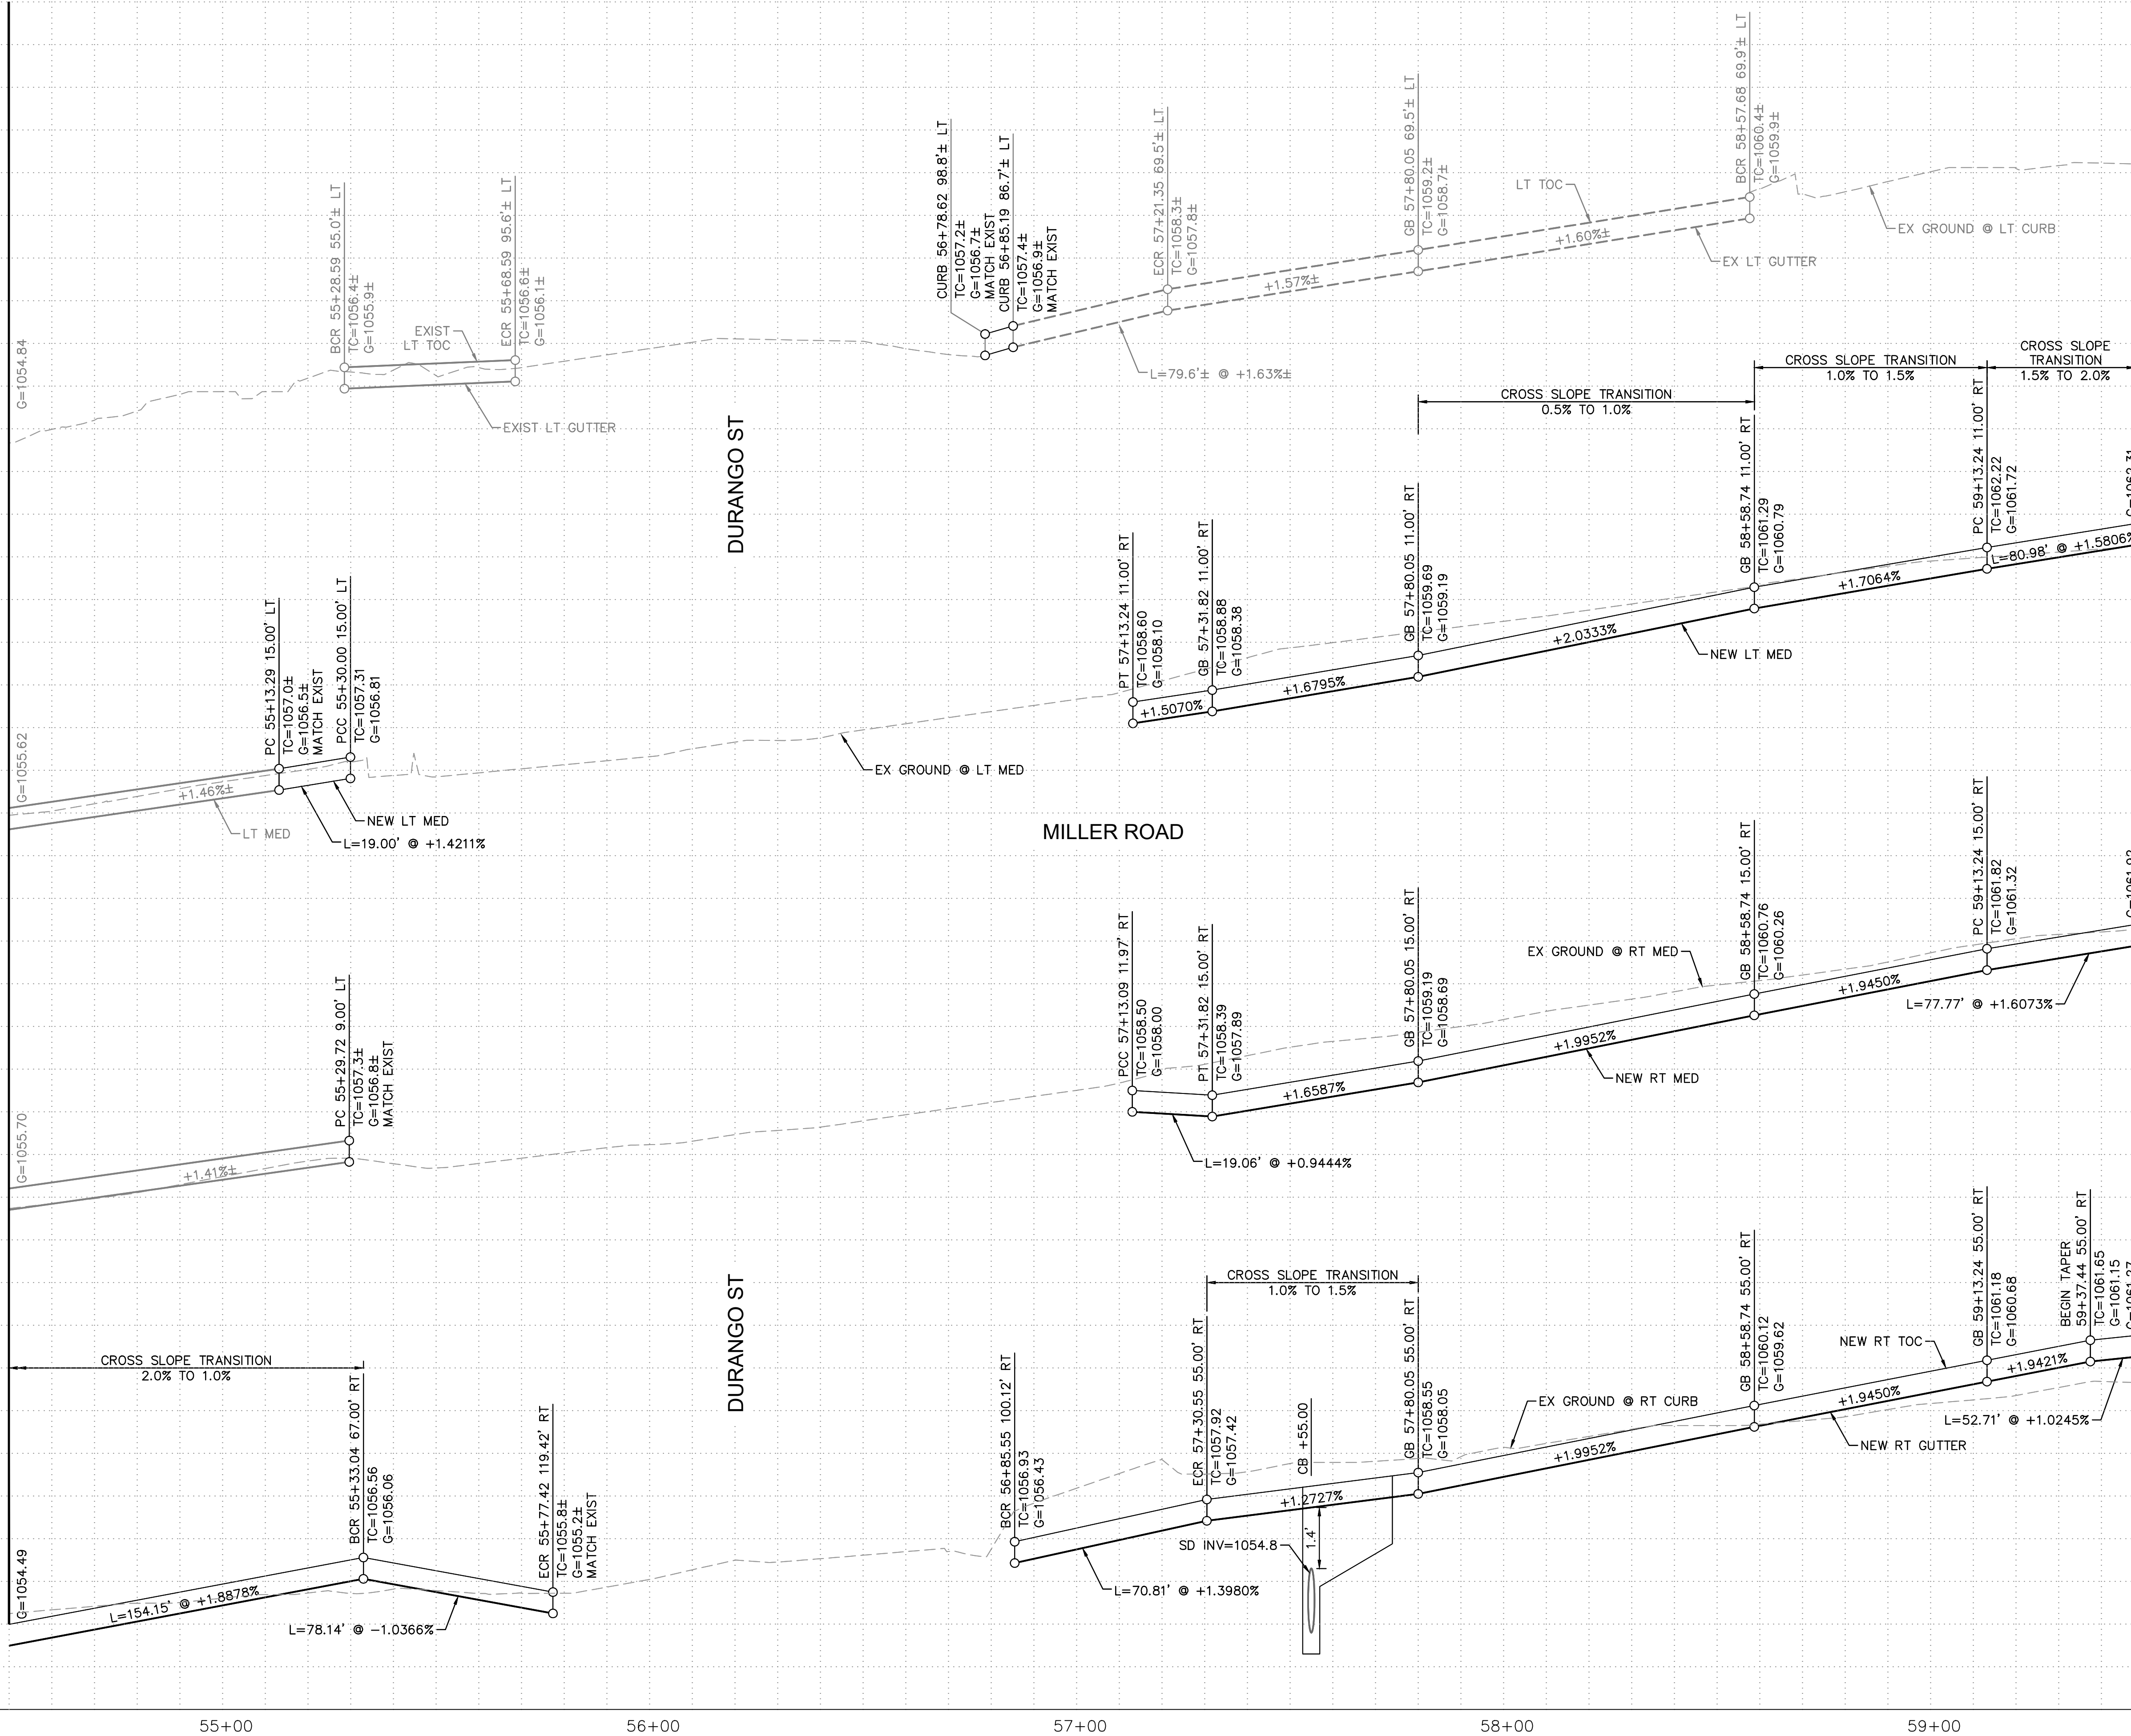 BCR 58+57.68 69.9'± LT
TC=1060.4±
G=1059.9±
GB 57+80.05 69.5'± LT
TC=1059.2±
G=1058.7±
ECR 57+21.35 69.5'± LT
TC=1058.3±
G=1057.8±
CURB 56+78.62 98.8'± LT
TC=1057.2±
G=1056.7±
MATCH EXIST
CURB 56+85.19 86.7'± LT
TC=1057.4±
G=1056.9±
MATCH EXIST
BCR 55+28.59 55.0'± LT
TC=1056.4±
G=1055.9±
ECR 55+68.59 95.6'± LT
TC=1056.6±
G=1056.1±
LT TOC
+1.60%±
EX GROUND @ LT CURB
EX LT GUTTER
+1.57%±
EXIST
LT TOC
G=1054.84
L=79.6'± @ +1.63%±
EXIST LT GUTTER
DURANGO ST
CROSS SLOPE TRANSITION
0.5% TO 1.0%
CROSS SLOPE TRANSITION
1.0% TO 1.5%
CROSS SLOPE
TRANSITION
1.5% TO 2.0%
PC 55+13.29 15.00' LT
TC=1057.0±
G=1056.5±
MATCH EXIST
PCC 55+30.00 15.00' LT
TC=1057.31
G=1056.81
PT 57+13.24 11.00' RT
TC=1058.60
G=1058.10
GB 57+31.82 11.00' RT
TC=1058.88
G=1058.38
GB 57+80.05 11.00' RT
TC=1059.69
G=1059.19
GB 58+58.74 11.00' RT
TC=1061.29
G=1060.79
PC 59+13.24 11.00' RT
TC=1062.22
G=1061.72
L=80.98' @ +1.5806%
+1.7064%
+2.0333%
NEW LT MED
+1.6795%
+1.5070%
G=1055.62
+1.46%±
LT MED
NEW LT MED
L=19.00' @ +1.4211%
EX GROUND @ LT MED
MILLER ROAD
PC 55+29.72 9.00' LT
TC=1057.3±
G=1056.8±
MATCH EXIST
PCC 57+13.09 11.97' RT
TC=1058.50
G=1058.00
PT 57+31.82 15.00' RT
TC=1058.39
G=1057.89
GB 57+80.05 15.00' RT
TC=1059.19
G=1058.69
GB 58+58.74 15.00' RT
TC=1060.76
G=1060.26
PC 59+13.24 15.00' RT
TC=1061.82
G=1061.32
EX GROUND @ RT MED
+1.9450%
L=77.77' @ +1.6073%
+1.9952%
NEW RT MED
+1.6587%
L=19.06' @ +0.9444%
G=1055.70
+1.41%±
DURANGO ST
CROSS SLOPE TRANSITION
1.0% TO 1.5%
CROSS SLOPE TRANSITION
2.0% TO 1.0%
BCR 55+33.04 67.00' RT
TC=1056.56
G=1056.06
ECR 55+77.42 119.42' RT
TC=1055.8±
G=1055.2±
MATCH EXIST
BCR 56+85.55 100.12' RT
TC=1056.93
G=1056.43
ECR 57+30.55 55.00' RT
TC=1057.92
G=1057.42
CB +55.00
GB 57+80.05 55.00' RT
TC=1058.55
G=1058.05
GB 58+58.74 55.00' RT
TC=1060.12
G=1059.62
GB 59+13.24 55.00' RT
TC=1061.18
G=1060.68
BEGIN TAPER
59+37.44 55.00' RT
TC=1061.65
G=1061.15
NEW RT TOC
+1.9421%
EX GROUND @ RT CURB
+1.9450%
L=52.71' @ +1.0245%
NEW RT GUTTER
+1.9952%
+1.2727%
1.4'
SD INV=1054.8
L=70.81' @ +1.3980%
G=1054.49
L=154.15' @ +1.8878%
L=78.14' @ -1.0366%
55+00
56+00
57+00
58+00
59+00